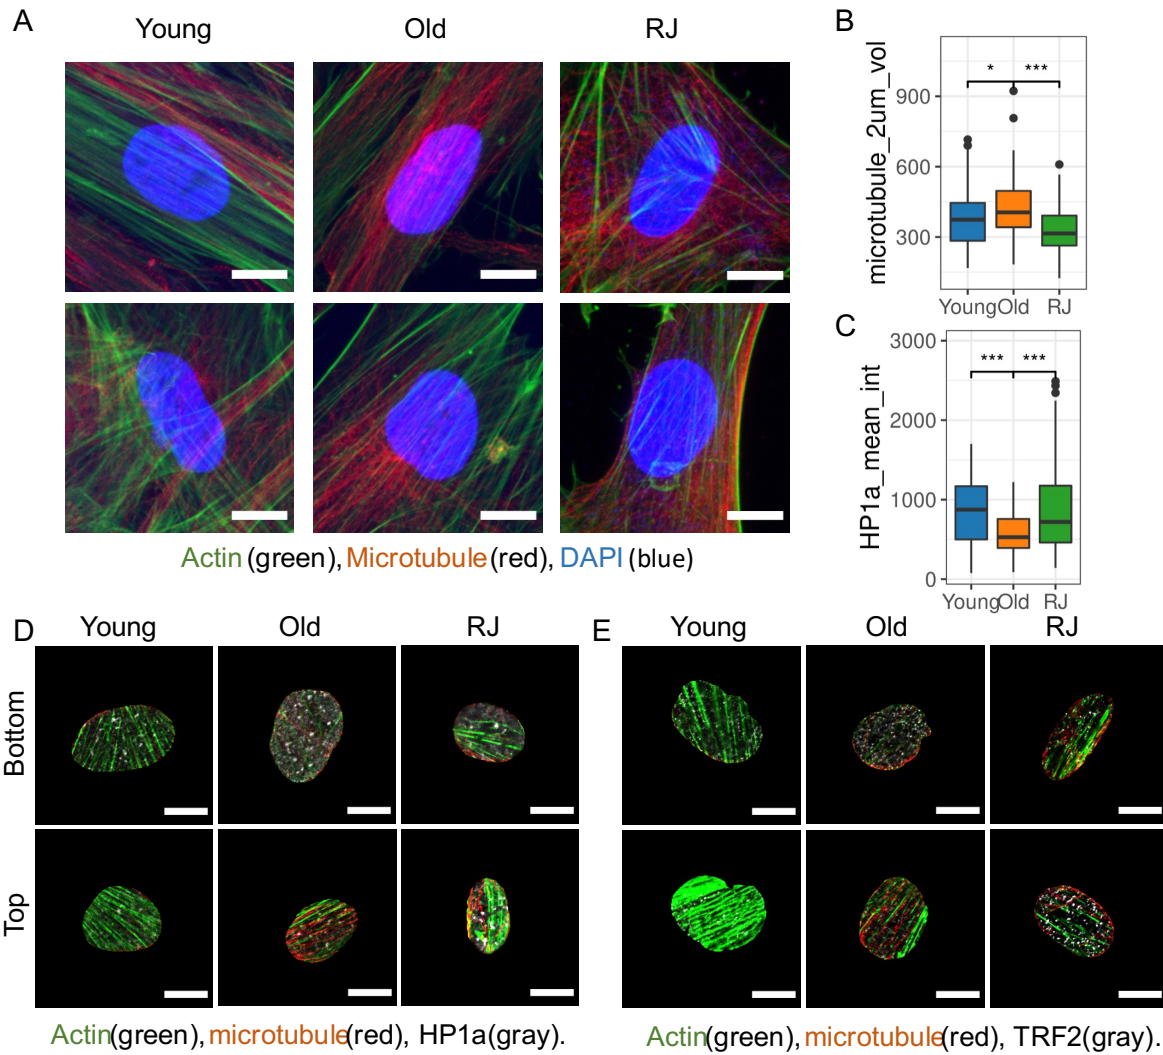 A
Young Old RJ
Actin (green), Microtubule (red), DAPI (blue)
B
microtubule_2um_vol
900
600
300
* ***
Young Old RJ
C
HP1a_mean_int
3000
2000
1000
0
*** ***
Young Old RJ
D
Young Old RJ
Bottom
Top
Actin(green), microtubule(red), HP1a(gray).
E
Young Old RJ
Actin(green), microtubule(red), TRF2(gray).